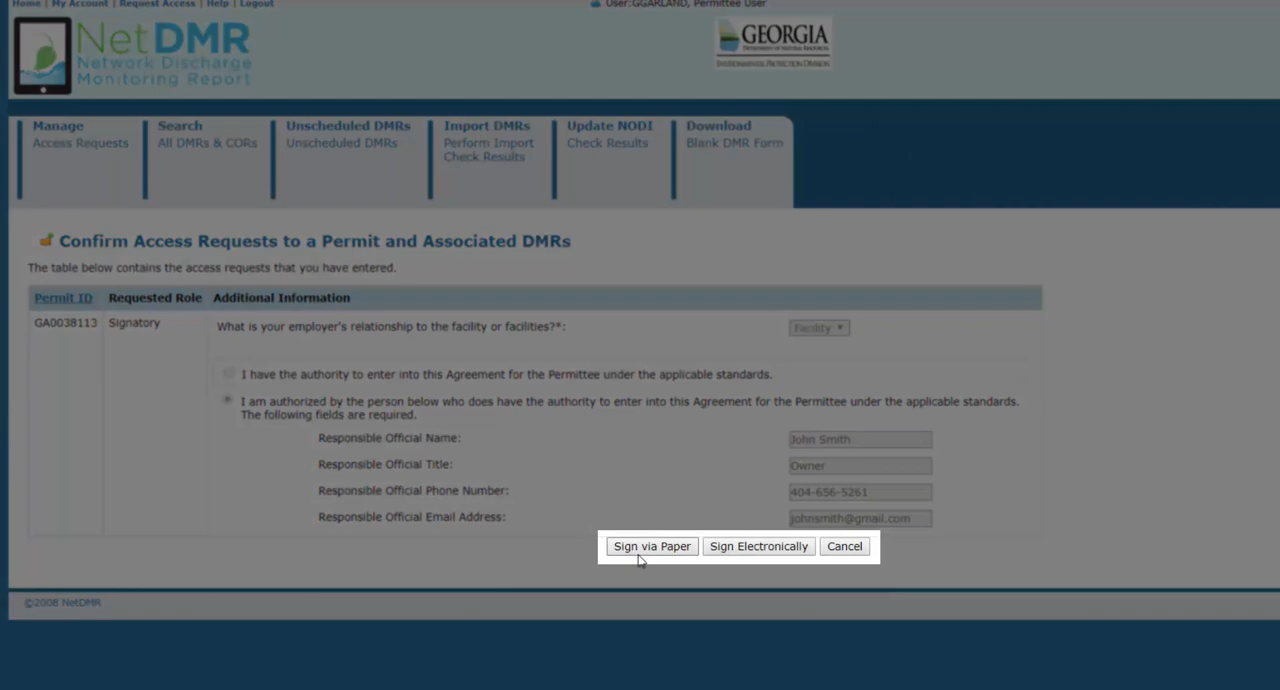 Home | My Account | Request Access | Help | Logout
User:GGARLAND, Permittee User
NetDMR
Network Discharge
Monitoring Report
GEORGIA
DEPARTMENT OF NATURAL RESOURCES
ENVIRONMENTAL PROTECTION DIVISION
Manage
Access Requests
Search
All DMRs & CORs
Unscheduled DMRs
Unscheduled DMRs
Import DMRs
Perform Import
Check Results
Update NODI
Check Results
Download
Blank DMR Form
Confirm Access Requests to a Permit and Associated DMRs
The table below contains the access requests that you have entered.
Permit ID Requested Role Additional Information
GA0038113 Signatory What is your employer's relationship to the facility or facilities?*: Facility
I have the authority to enter into this Agreement for the Permittee under the applicable standards.
I am authorized by the person below who does have the authority to enter into this Agreement for the Permittee under the applicable standards.
The following fields are required.
Responsible Official Name: John Smith
Responsible Official Title: Owner
Responsible Official Phone Number: 404-656-5261
Responsible Official Email Address: johnsmith@gmail.com
Sign via Paper Sign Electronically Cancel
©2008 NetDMR